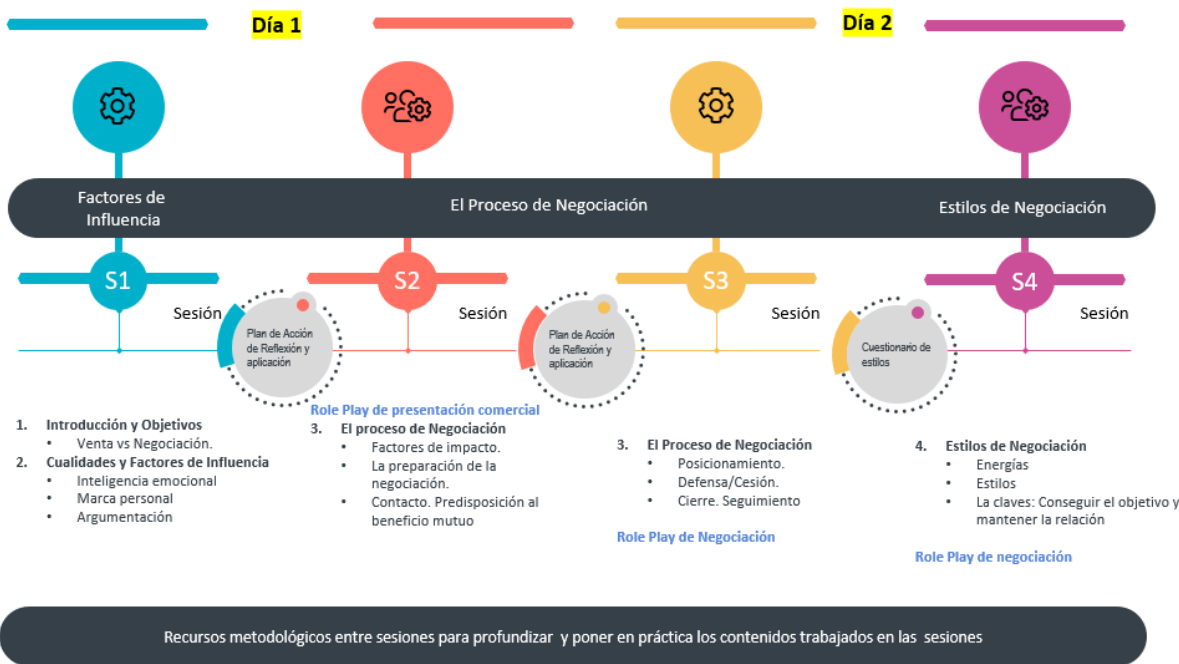 Día 1
Día 2
Factores de
Influencia
El Proceso de Negociación
Estilos de Negociación
S1
S2
S3
S4
Sesión
Sesión
Sesión
Sesión
Plan de Acción
de Reflexión y
aplicación
Plan de Acción
de Reflexión y
aplicación
Cuestionario de
estilos
1. Introducción y Objetivos
• Venta vs Negociación.
2. Cualidades y Factores de Influencia
• Inteligencia emocional
• Marca personal
• Argumentación
Role Play de presentación comercial
3. El proceso de Negociación
• Factores de impacto.
• La preparación de la
negociación.
• Contacto. Predisposición al
beneficio mutuo
3. El Proceso de Negociación
• Posicionamiento.
• Defensa/Cesión.
• Cierre. Seguimiento
Role Play de Negociación
4. Estilos de Negociación
• Energías
• Estilos
• La claves: Conseguir el objetivo y
mantener la relación
Role Play de negociación
Recursos metodológicos entre sesiones para profundizar y poner en práctica los contenidos trabajados en las sesiones